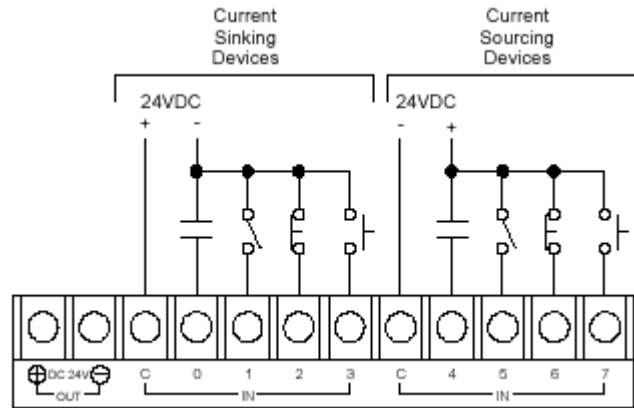 Current
Sinking
Devices
Current
Sourcing
Devices
24VDC
24VDC
+ -
- +
DC 24V
OUT
C 0 1 2 3
IN
C 4 5 6 7
IN